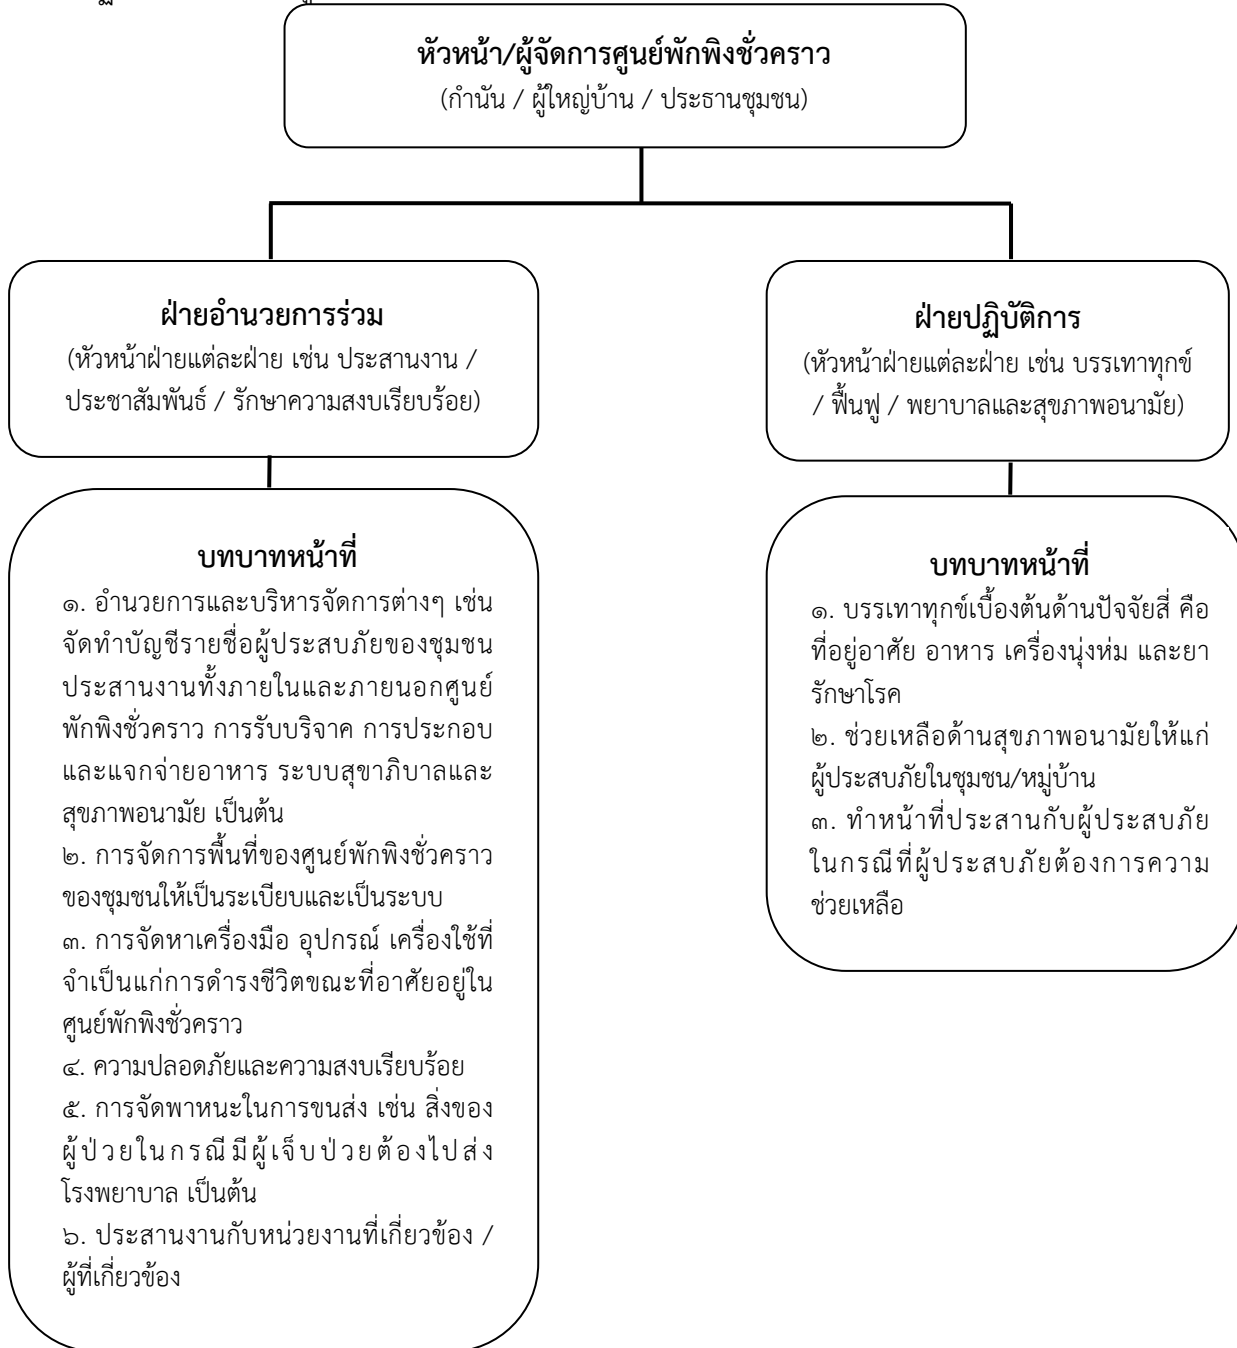 หัวหน้า/ผู้จัดการศูนย์พักพิงชั่วคราว
(กำนัน / ผู้ใหญ่บ้าน / ประธานชุมชน)
ฝ่ายอำนวยการร่วม
(หัวหน้าฝ่ายแต่ละฝ่าย เช่น ประสานงาน /
ประชาสัมพันธ์ / รักษาความสงบเรียบร้อย)
ฝ่ายปฏิบัติการ
(หัวหน้าฝ่ายแต่ละฝ่าย เช่น บรรเทาทุกข์
/ ฟื้นฟู / พยาบาลและสุขภาพอนามัย)
บทบาทหน้าที่
๑. อำนวยการและบริหารจัดการต่างๆ เช่น
จัดทำบัญชีรายชื่อผู้ประสบภัยของชุมชน
ประสานงานทั้งภายในและภายนอกศูนย์
พักพิงชั่วคราว การรับบริจาค การประกอบ
และแจกจ่ายอาหาร ระบบสุขาภิบาลและ
สุขภาพอนามัย เป็นต้น
๒. การจัดการพื้นที่ของศูนย์พักพิงชั่วคราว
ของชุมชนให้เป็นระเบียบและเป็นระบบ
๓. การจัดหาเครื่องมือ อุปกรณ์ เครื่องใช้ที่
จำเป็นแก่การดำรงชีวิตขณะที่อาศัยอยู่ใน
ศูนย์พักพิงชั่วคราว
๔. ความปลอดภัยและความสงบเรียบร้อย
๕. การจัดพาหนะในการขนส่ง เช่น สิ่งของ
ผู้ป่วยในกรณีมีผู้เจ็บป่วยต้องไปส่ง
โรงพยาบาล เป็นต้น
๖. ประสานงานกับหน่วยงานที่เกี่ยวข้อง /
ผู้ที่เกี่ยวข้อง
บทบาทหน้าที่
๑. บรรเทาทุกข์เบื้องต้นด้านปัจจัยสี่ คือ
ที่อยู่อาศัย อาหาร เครื่องนุ่งห่ม และยา
รักษาโรค
๒. ช่วยเหลือด้านสุขภาพอนามัยให้แก่
ผู้ประสบภัยในชุมชน/หมู่บ้าน
๓. ทำหน้าที่ประสานกับผู้ประสบภัย
ในกรณีที่ผู้ประสบภัยต้องการความ
ช่วยเหลือ